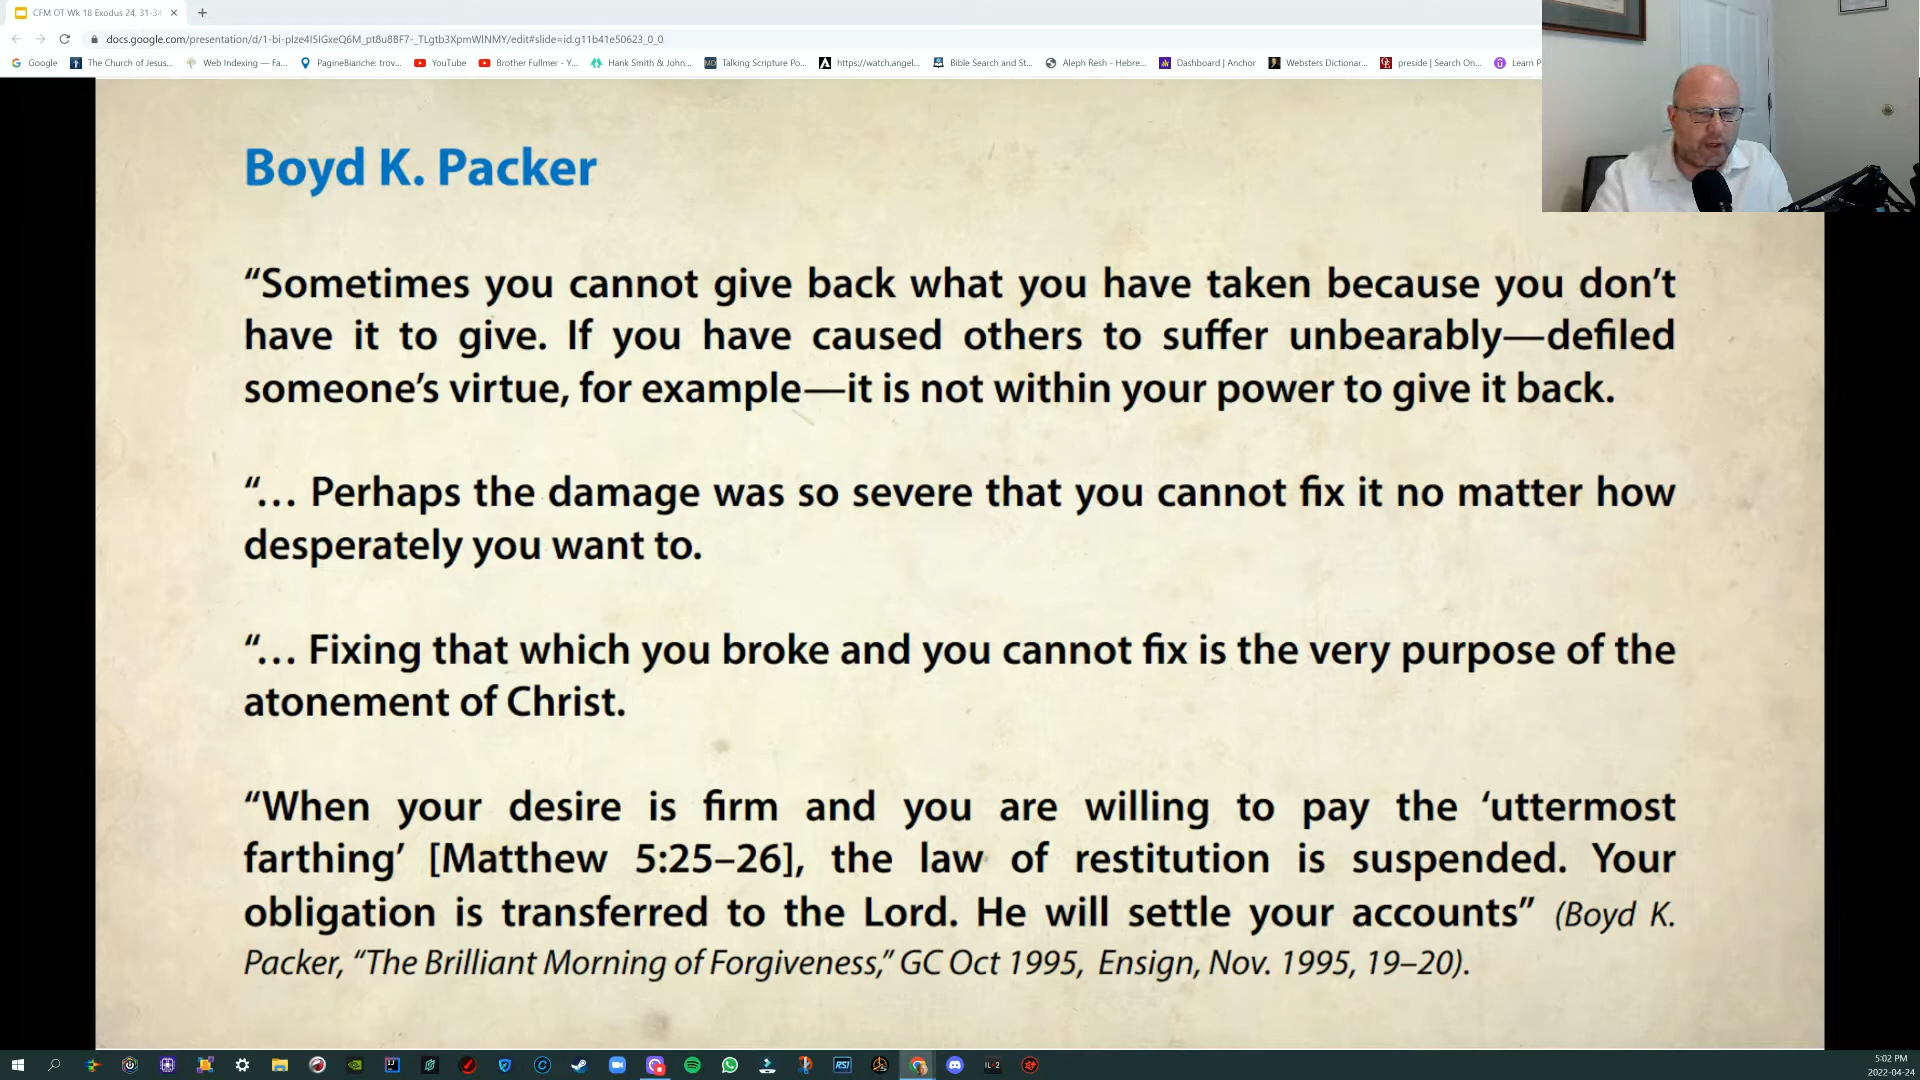 CFM OT Wk 18 Exodus 24, 31-34
docs.google.com/presentation/d/1-bi-pIze4I5IGxeQ6M_pt8u8BF7-_TLgtb3XpmWlNMY/edit#slide=id.g11b41e50623_0_0
Google The Church of Jesus... Web Indexing — Fa... PagineBianche: trov... YouTube Brother Fullmer - Y... Hank Smith & John... Talking Scripture Po... https://watch.angel... Bible Search and St... Aleph Resh - Hebre... Dashboard | Anchor Websters Dictionar... preside | Search On... Learn P
Boyd K. Packer
“Sometimes you cannot give back what you have taken because you don’t
have it to give. If you have caused others to suffer unbearably—defiled
someone’s virtue, for example—it is not within your power to give it back.
“… Perhaps the damage was so severe that you cannot fix it no matter how
desperately you want to.
“… Fixing that which you broke and you cannot fix is the very purpose of the
atonement of Christ.
“When your desire is firm and you are willing to pay the ‘uttermost
farthing’ [Matthew 5:25–26], the law of restitution is suspended. Your
obligation is transferred to the Lord. He will settle your accounts” (Boyd K.
Packer, “The Brilliant Morning of Forgiveness,” GC Oct 1995, Ensign, Nov. 1995, 19–20).
RSI IL-2
5:02 PM
2022-04-24